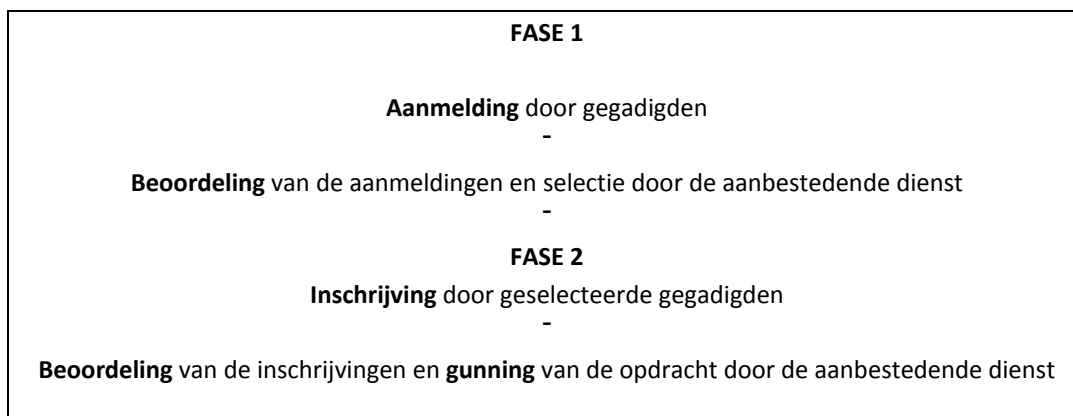 FASE 1
Aanmelding door gegadigden
-
Beoordeling van de aanmeldingen en selectie door de aanbestedende dienst
-
FASE 2
Inschrijving door geselecteerde gegadigden
-
Beoordeling van de inschrijvingen en gunning van de opdracht door de aanbestedende dienst